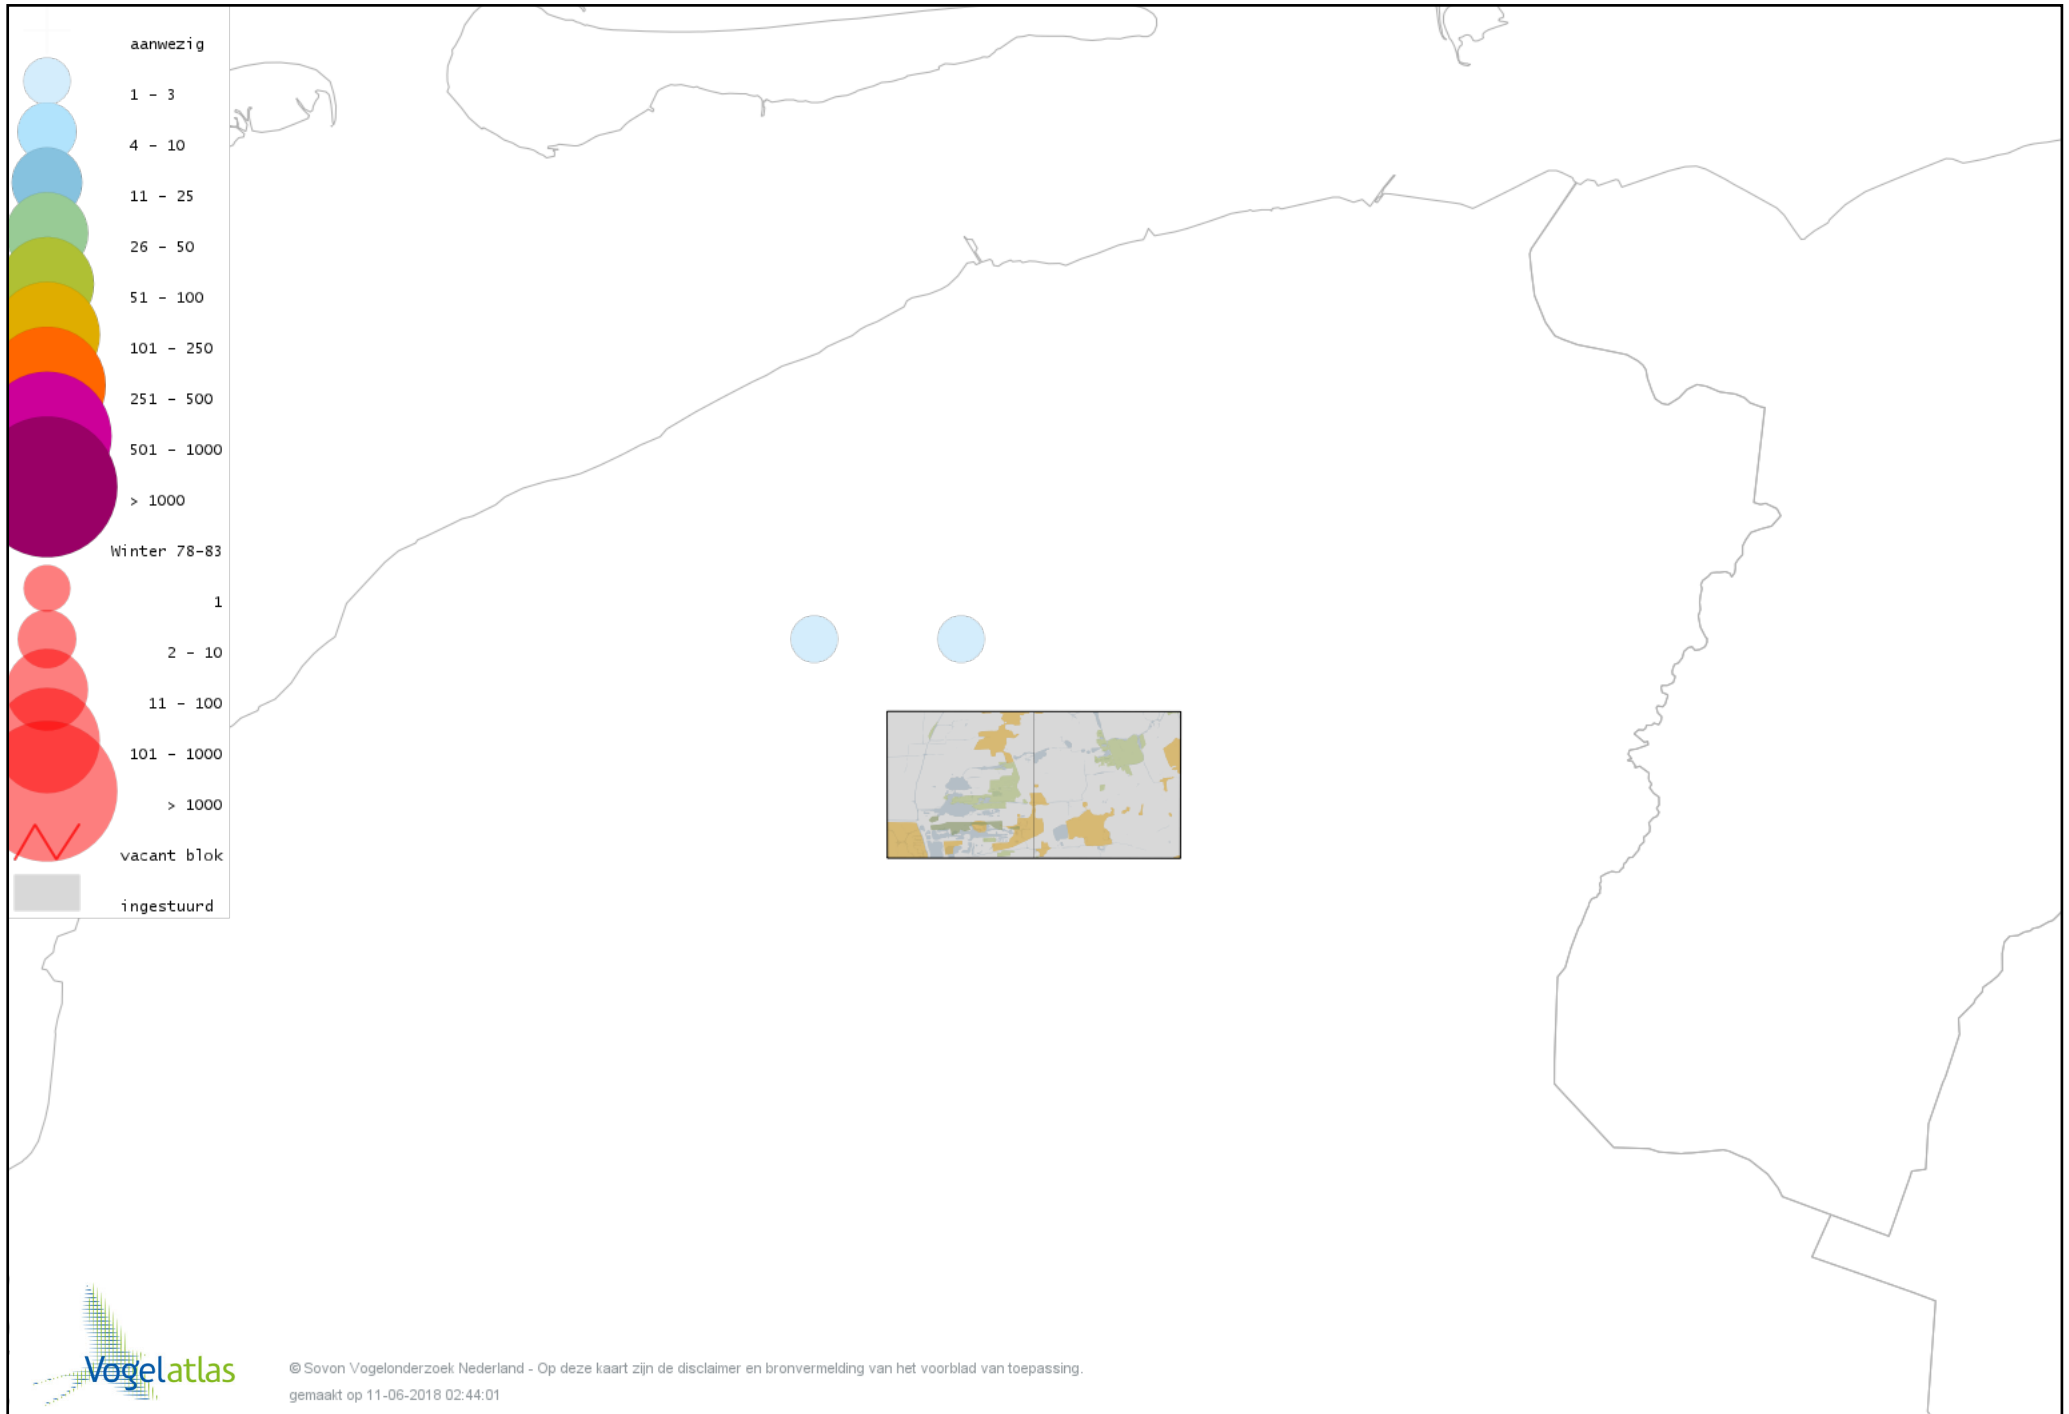 aanwezig
1 - 3
4 - 10
11 - 25
26 - 50
51 - 100
101 - 250
251 - 500
501 - 1000
> 1000
Winter 78-83
1
2 - 10
11 - 100
101 - 1000
> 1000
vacant blok
ingestuurd
Vogelatlas
© Sovon Vogelonderzoek Nederland - Op deze kaart zijn de disclaimer en bronvermelding van het voorblad van toepassing.
gemaakt op 11-06-2018 02:44:01